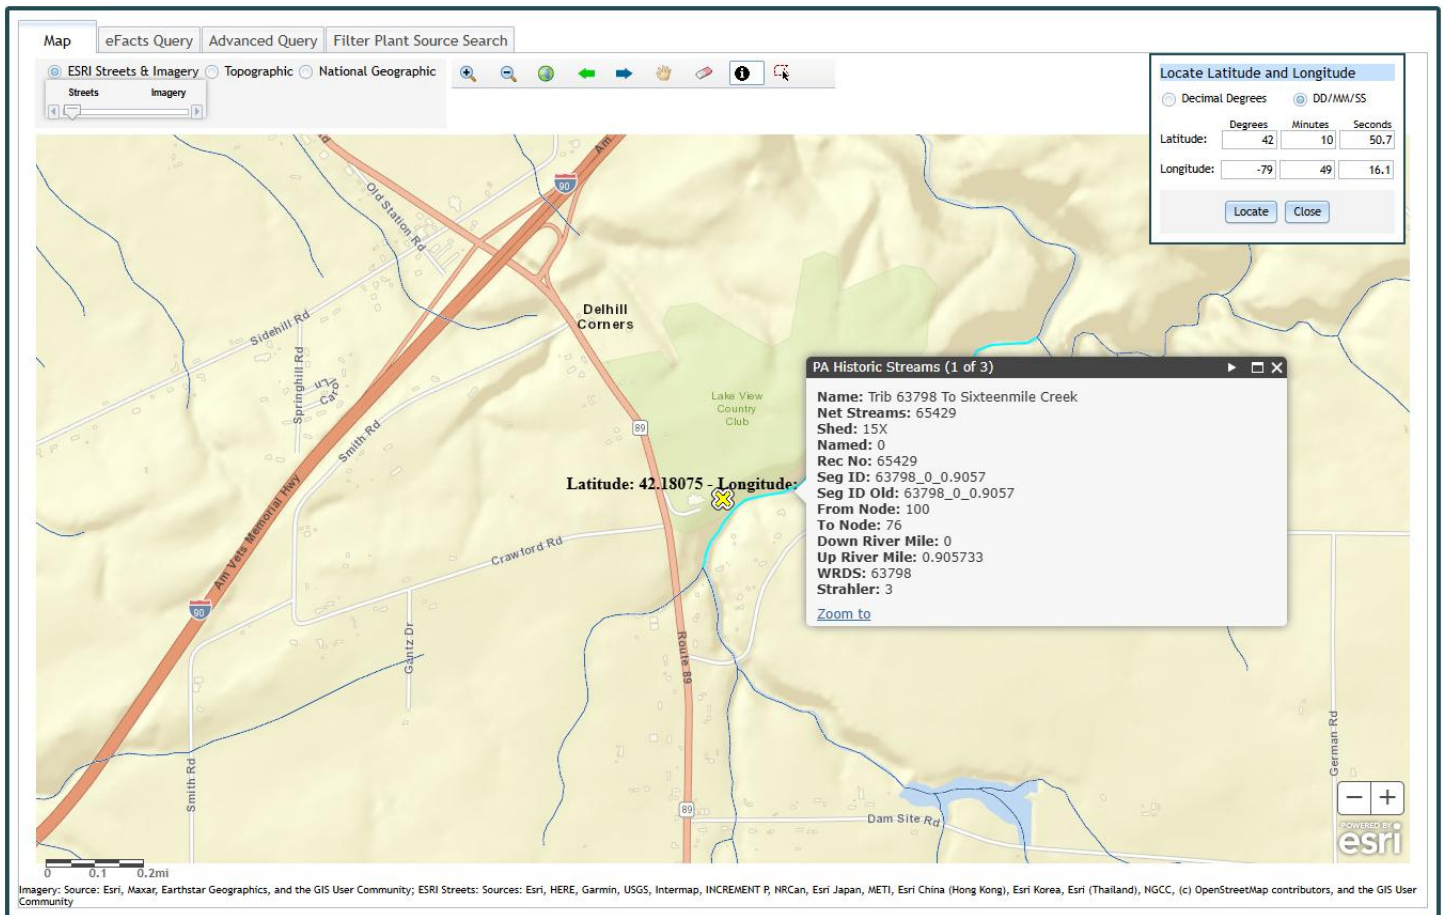 Map
eFacts Query
Advanced Query
Filter Plant Source Search
ESRI Streets & Imagery
Topographic
National Geographic
Streets
Imagery
Locate Latitude and Longitude
Decimal Degrees
DD/MM/SS
Degrees Minutes Seconds
Latitude: 42 10 50.7
Longitude: -79 49 16.1
Locate Close
Am
90
Old Station Rd
Sidehill Rd
Springhill Rd
Caro Ln
Smith Rd
Delhill
Corners
Lake View
Country
Club
89
Latitude: 42.18075 - Longitude:
Am Vets Memorial Hwy
Crawford Rd
90
Gantz Dr
Route 89
Smith Rd
89
Dam Site Rd
German Rd
PA Historic Streams (1 of 3)
Name: Trib 63798 To Sixteenmile Creek
Net Streams: 65429
Shed: 15X
Named: 0
Rec No: 65429
Seg ID: 63798_0_0.9057
Seg ID Old: 63798_0_0.9057
From Node: 100
To Node: 76
Down River Mile: 0
Up River Mile: 0.905733
WRDS: 63798
Strahler: 3
Zoom to
POWERED BY
esri
0 0.1 0.2mi
Imagery: Source: Esri, Maxar, Earthstar Geographics, and the GIS User Community; ESRI Streets: Sources: Esri, HERE, Garmin, USGS, Intermap, INCREMENT P, NRCan, Esri Japan, METI, Esri China (Hong Kong), Esri Korea, Esri (Thailand), NGCC, (c) OpenStreetMap contributors, and the GIS User
Community